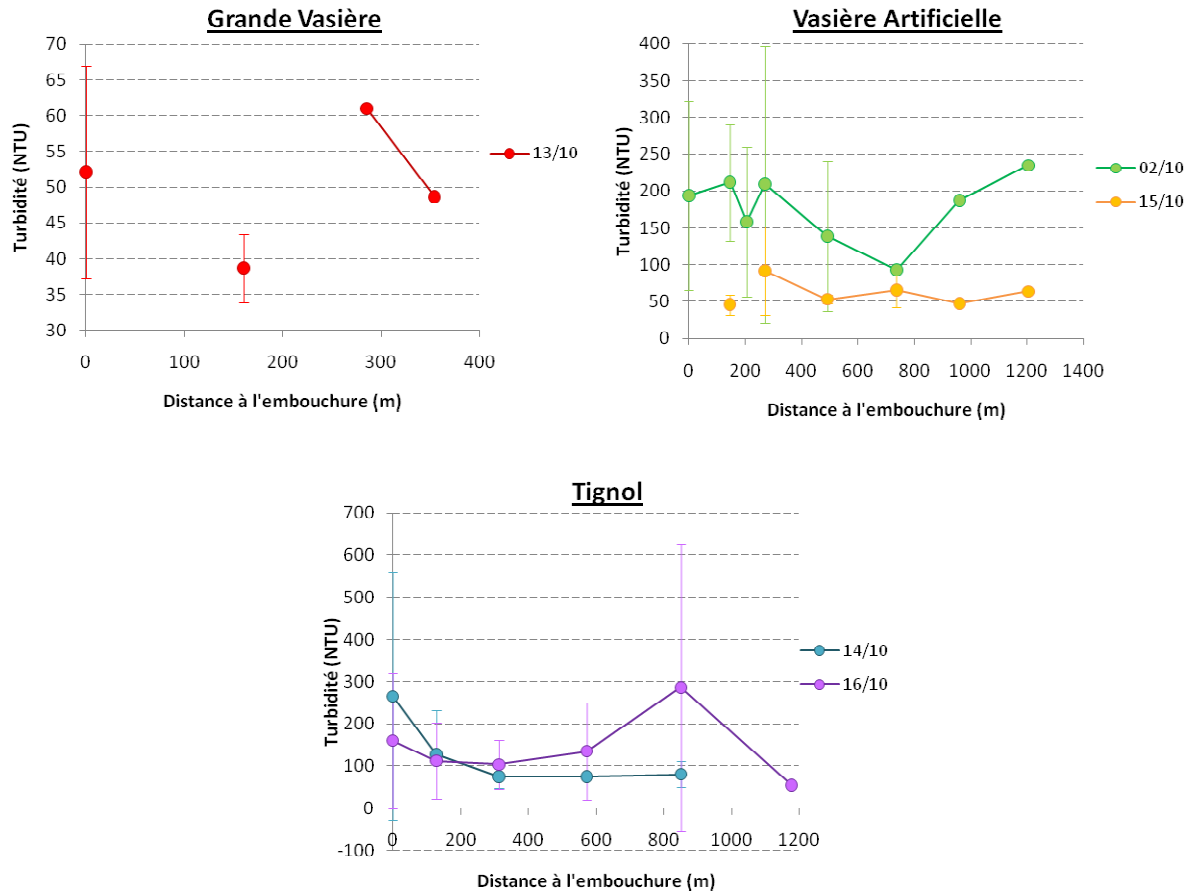 Grande Vasière
70
65
60
55
50
45
40
35
30
0 100 200 300 400
Turbidité (NTU)
Distance à l'embouchure (m)
13/10
Vasière Artificielle
400
350
300
250
200
150
100
50
0
0 200 400 600 800 1000 1200 1400
Turbidité (NTU)
Distance à l'embouchure (m)
02/10
15/10
Tignol
700
600
500
400
300
200
100
0
-100
0 200 400 600 800 1000 1200
Turbidité (NTU)
Distance à l'embouchure (m)
14/10
16/10